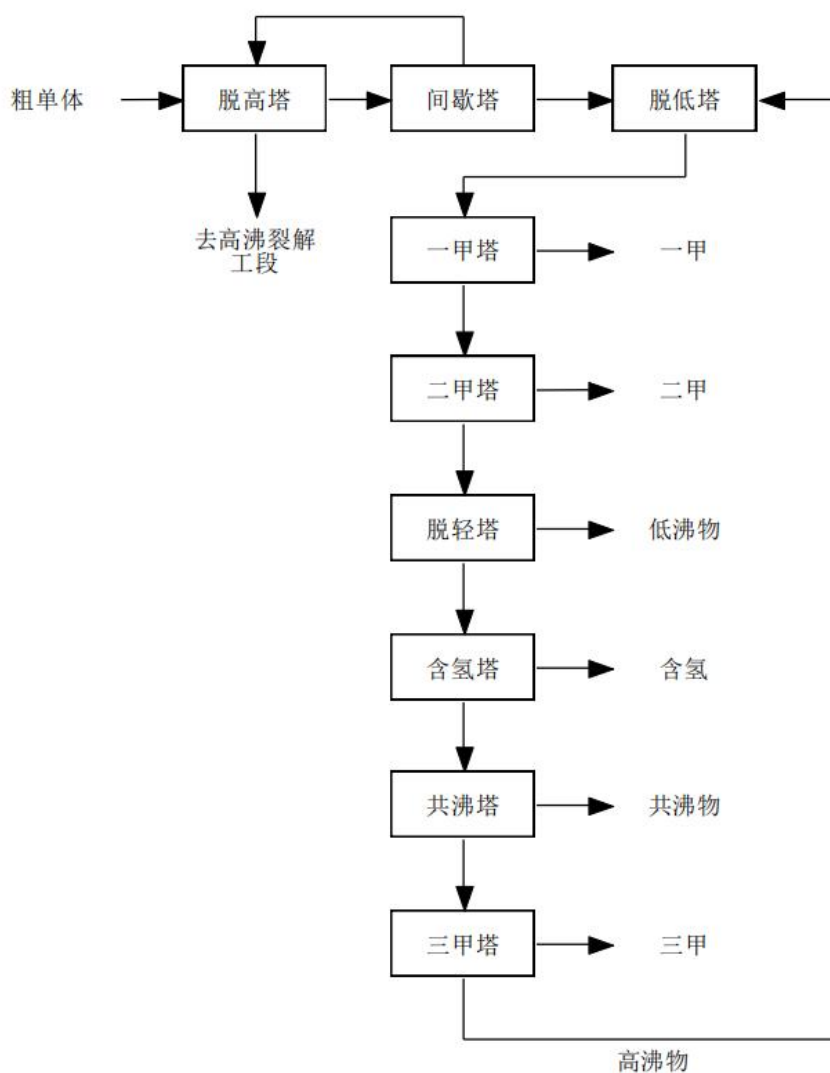 粗单体
脱高塔
间歇塔
脱低塔
去高沸裂解
工段
一甲塔
一甲
二甲塔
二甲
脱轻塔
低沸物
含氢塔
含氢
共沸塔
共沸物
三甲塔
三甲
高沸物